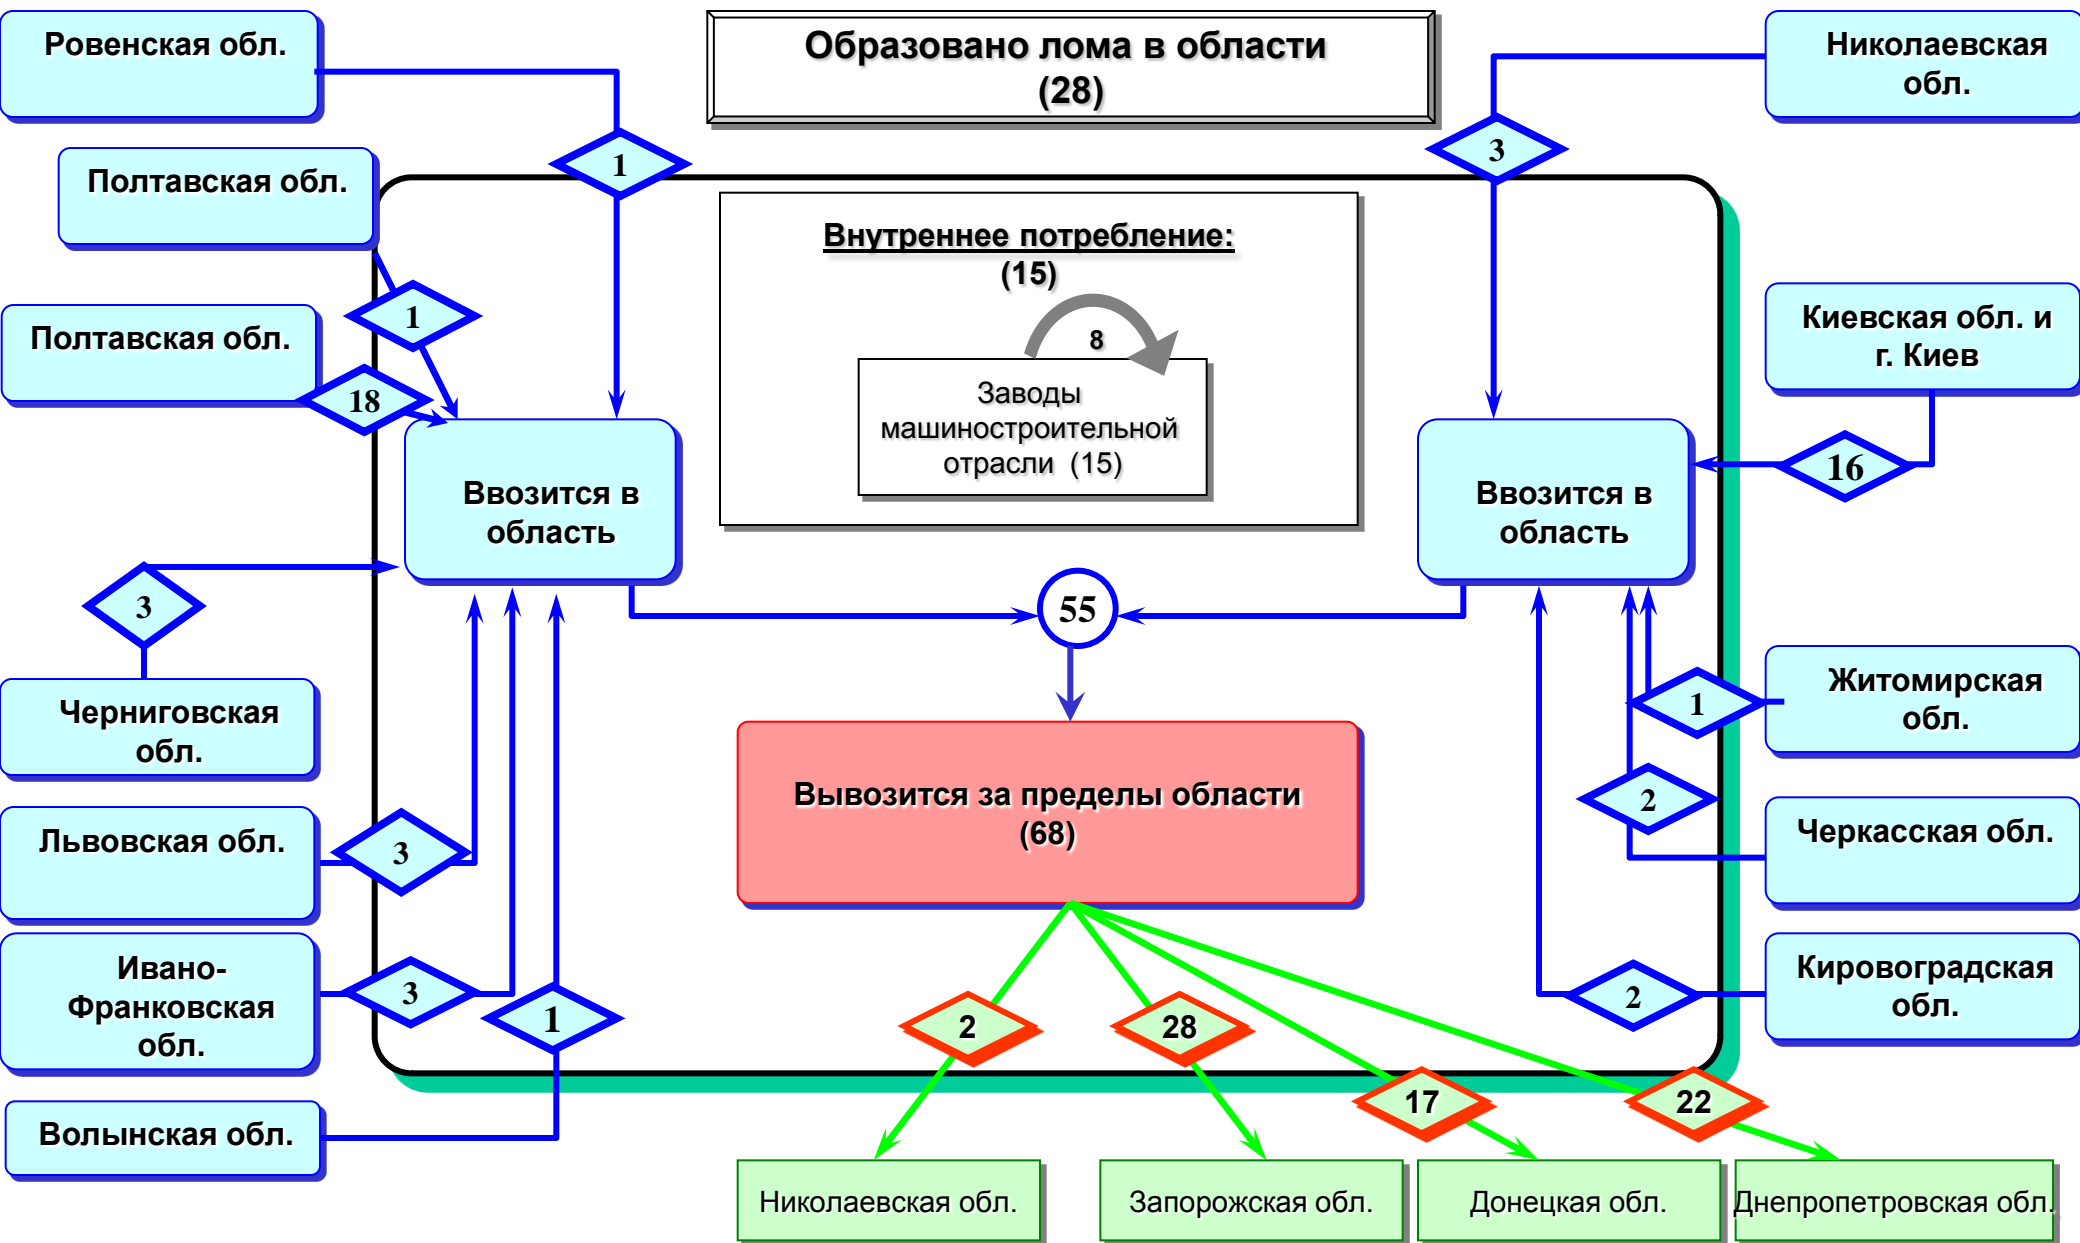 Ровенская обл.
Образовано лома в области
(28)
Николаевская
обл.
1
3
Полтавская обл.
Внутреннее потребление:
(15)
1
8
Полтавская обл.
18
Киевская обл. и
г. Киев
Заводы
машиностроительной
отрасли (15)
16
Ввозится в
область
Ввозится в
область
3
55
Черниговская
обл.
1
Житомирская
обл.
Вывозится за пределы области
(68)
2
Черкасская обл.
Львовская обл.
3
Ивано-
Франковская
обл.
3
1
2
Кировоградская
обл.
2
28
17
22
Волынская обл.
Николаевская обл.
Запорожская обл.
Донецкая обл.
Днепропетровская обл.